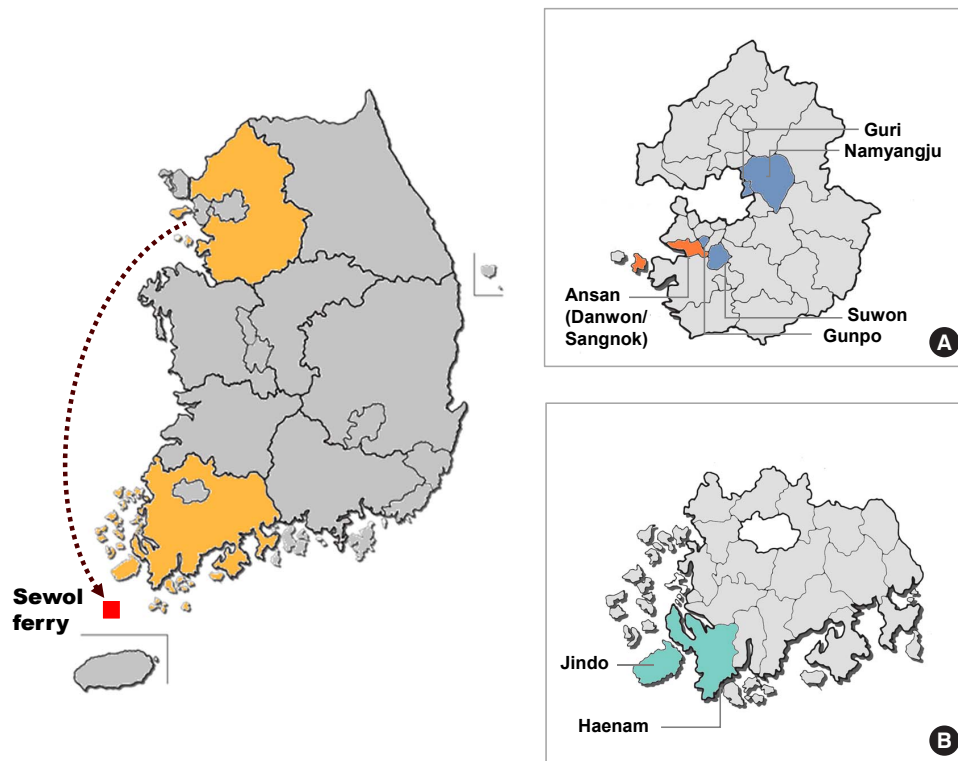 Sewol
ferry
Guri
Namyangju
Ansan
(Danwon/
Sangnok)
Suwon
Gunpo
A
Jindo
Haenam
B